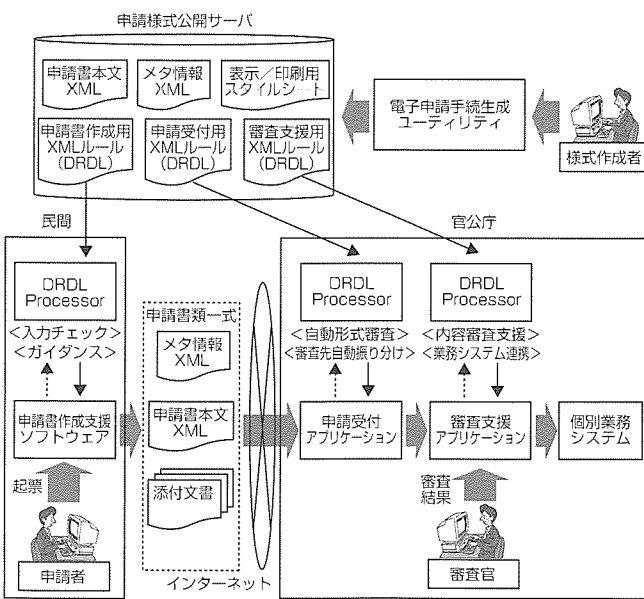 申請様式公開サーバ
申請書本文
XML
メタ情報
XML
表示／印刷用
スタイルシート
申請書作成用
XMLルール
（DRDL）
申請受付用
XMLルール
（DRDL）
審査支援用
XMLルール
（DRDL）
電子申請手続生成
ユーティリティ
様式作成者
民間
DRDL
Processor
＜入力チェック＞
＜ガイダンス＞
申請書作成支援
ソフトウェア
起票
申請者
申請書類一式
メタ情報
XML
申請書本文
XML
添付文書
インターネット
官公庁
DRDL
Processor
＜自動形式審査＞
＜審査先自動振り分け＞
申請受付
アプリケーション
DRDL
Processor
＜内容審査支援＞
＜業務システム連携＞
審査支援
アプリケーション
個別業務
システム
審査
結果
審査官